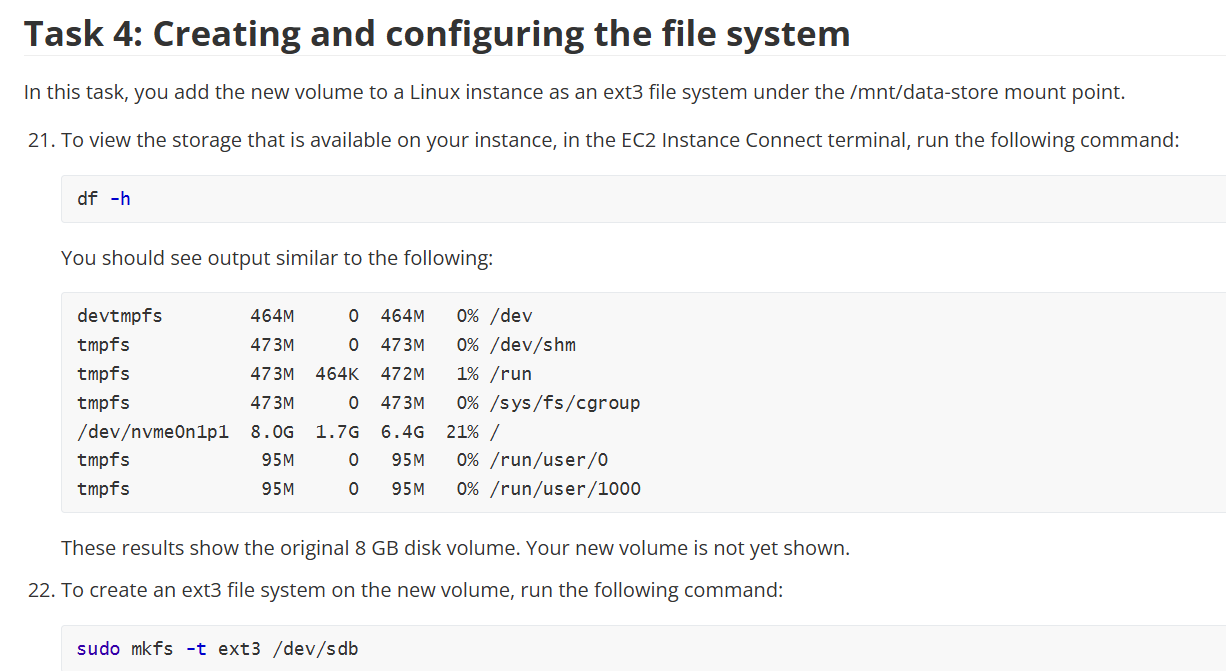 Task 4: Creating and configuring the file system
In this task, you add the new volume to a Linux instance as an ext3 file system under the /mnt/data-store mount point.
21. To view the storage that is available on your instance, in the EC2 Instance Connect terminal, run the following command:
df -h
You should see output similar to the following:
devtmpfs        464M     0  464M   0% /dev
tmpfs           473M     0  473M   0% /dev/shm
tmpfs           473M  464K  472M   1% /run
tmpfs           473M     0  473M   0% /sys/fs/cgroup
/dev/nvme0n1p1  8.0G  1.7G  6.4G  21% /
tmpfs            95M     0   95M   0% /run/user/0
tmpfs            95M     0   95M   0% /run/user/1000
These results show the original 8 GB disk volume. Your new volume is not yet shown.
22. To create an ext3 file system on the new volume, run the following command:
sudo mkfs -t ext3 /dev/sdb